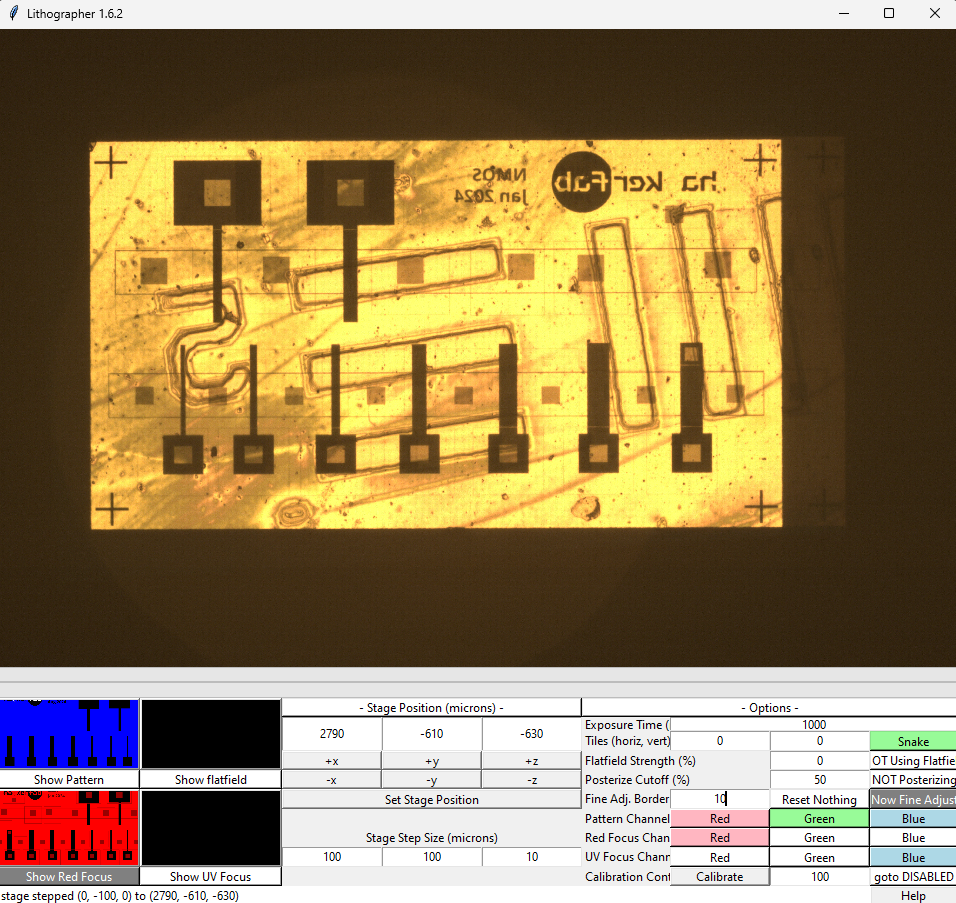 Lithographer 1.6.2
NMOS
Jan 2024
ha kerFab
- Stage Position (microns) -
- Options -
2790
-610
-630
Exposure Time (
1000
Tiles (horiz, vert)
0
0
Snake
+x
+y
+z
Flatfield Strength (%)
0
OT Using Flatfie
Show Pattern
Show flatfield
-x
-y
-z
Posterize Cutoff (%)
50
NOT Posterizing
Set Stage Position
Fine Adj. Border
10
Reset Nothing
Now Fine Adjust
Pattern Channel
Red
Green
Blue
Stage Step Size (microns)
Red Focus Chan
Red
Green
Blue
100
100
10
UV Focus Chann
Red
Green
Blue
Show Red Focus
Show UV Focus
Calibration Cont
Calibrate
100
goto DISABLED
stage stepped (0, -100, 0) to (2790, -610, -630)
Help